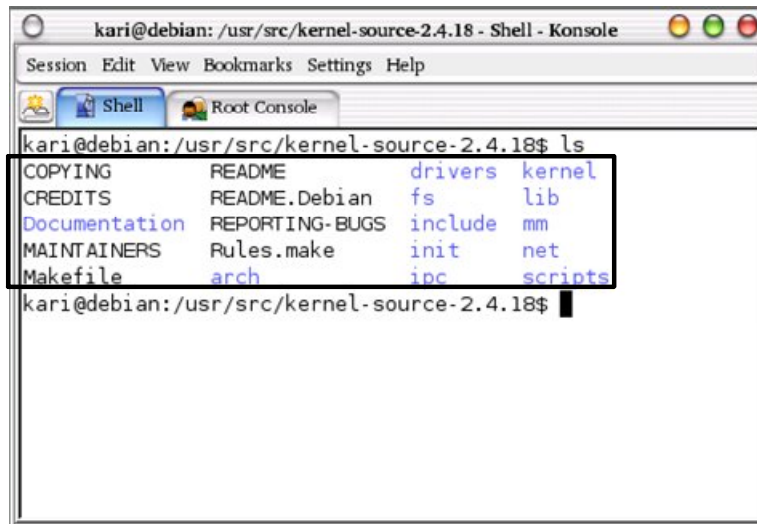 kari@debian: /usr/src/kernel-source-2.4.18 - Shell - Konsole
Session Edit View Bookmarks Settings Help
Shell Root Console
kari@debian:/usr/src/kernel-source-2.4.18$ ls
COPYING README drivers kernel
CREDITS README.Debian fs lib
Documentation REPORTING-BUGS include mm
MAINTAINERS Rules.make init net
Makefile arch ipc scripts
kari@debian:/usr/src/kernel-source-2.4.18$